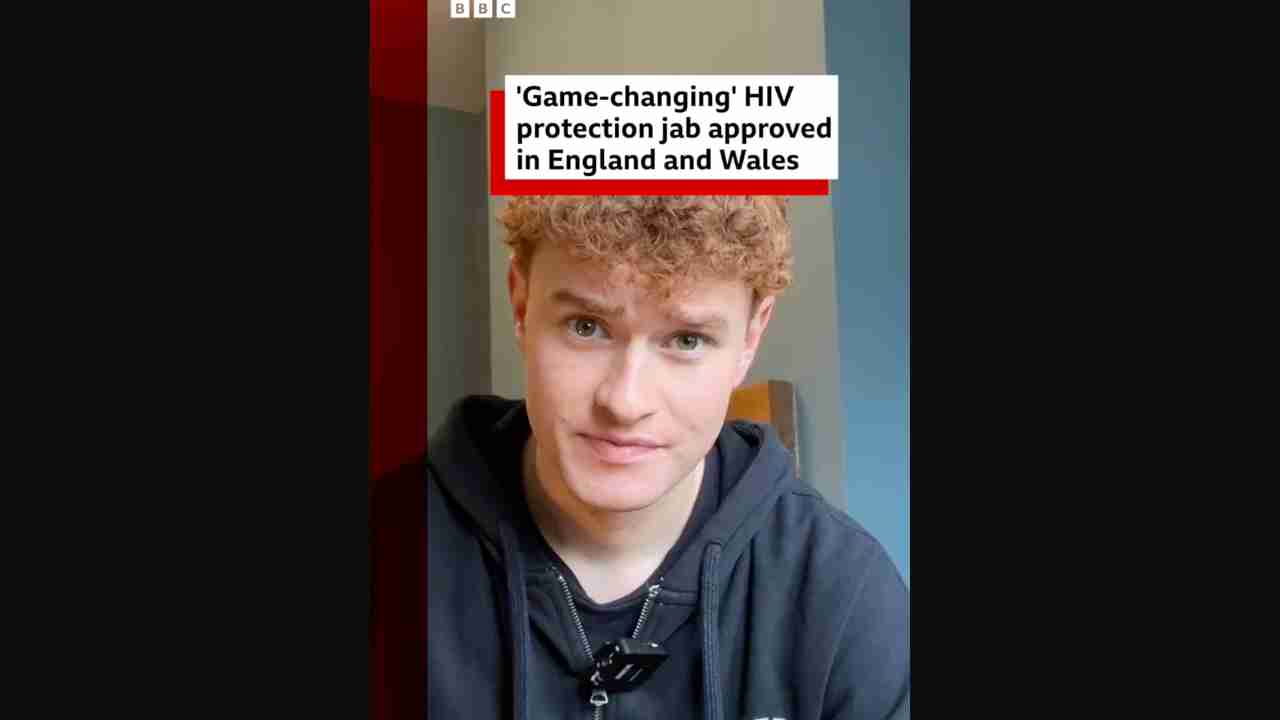 BBC
'Game-changing' HIV
protection jab approved
in England and Wales